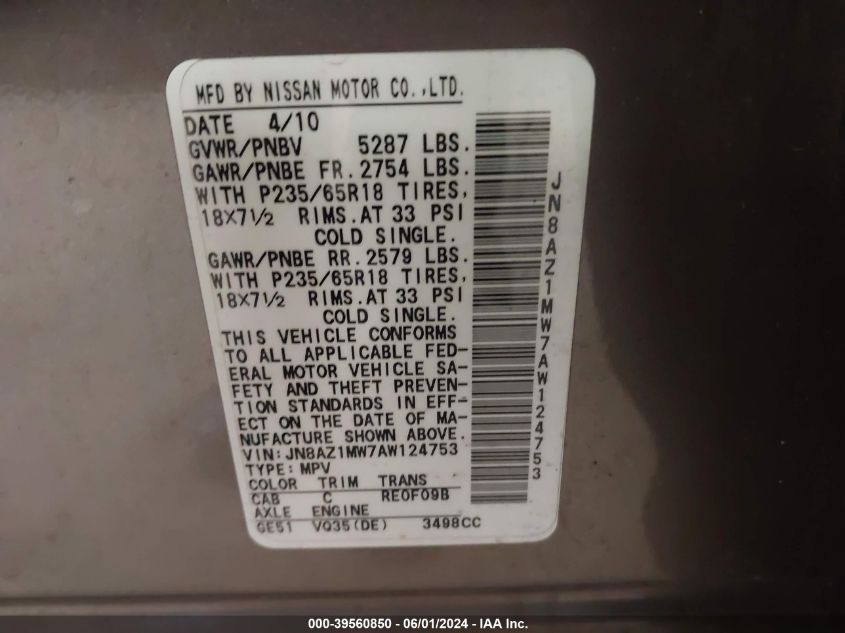 MFD BY NISSAN MOTOR CO.,LTD.
DATE 4/10
GVWR/PNBV 5287 LBS.
GAWR/PNBE FR. 2754 LBS.
WITH P235/65R18 TIRES,
18X7½ RIMS.AT 33 PSI
COLD SINGLE.
GAWR/PNBE RR. 2579 LBS.
WITH P235/65R18 TIRES,
18X7½ RIMS.AT 33 PSI
COLD SINGLE.
THIS VEHICLE CONFORMS
TO ALL APPLICABLE FED-
ERAL MOTOR VEHICLE SA-
FETY AND THEFT PREVEN-
TION STANDARDS IN EFF-
ECT ON THE DATE OF MA-
NUFACTURE SHOWN ABOVE.
VIN: JN8AZ1MW7AW124753
TYPE: MPV
COLOR TRIM TRANS
CAB C RE0F09B
AXLE ENGINE
GE51 VQ35(DE) 3498CC
JN8AZ1MW7AW124753
000-39560850 - 06/01/2024 - IAA Inc.